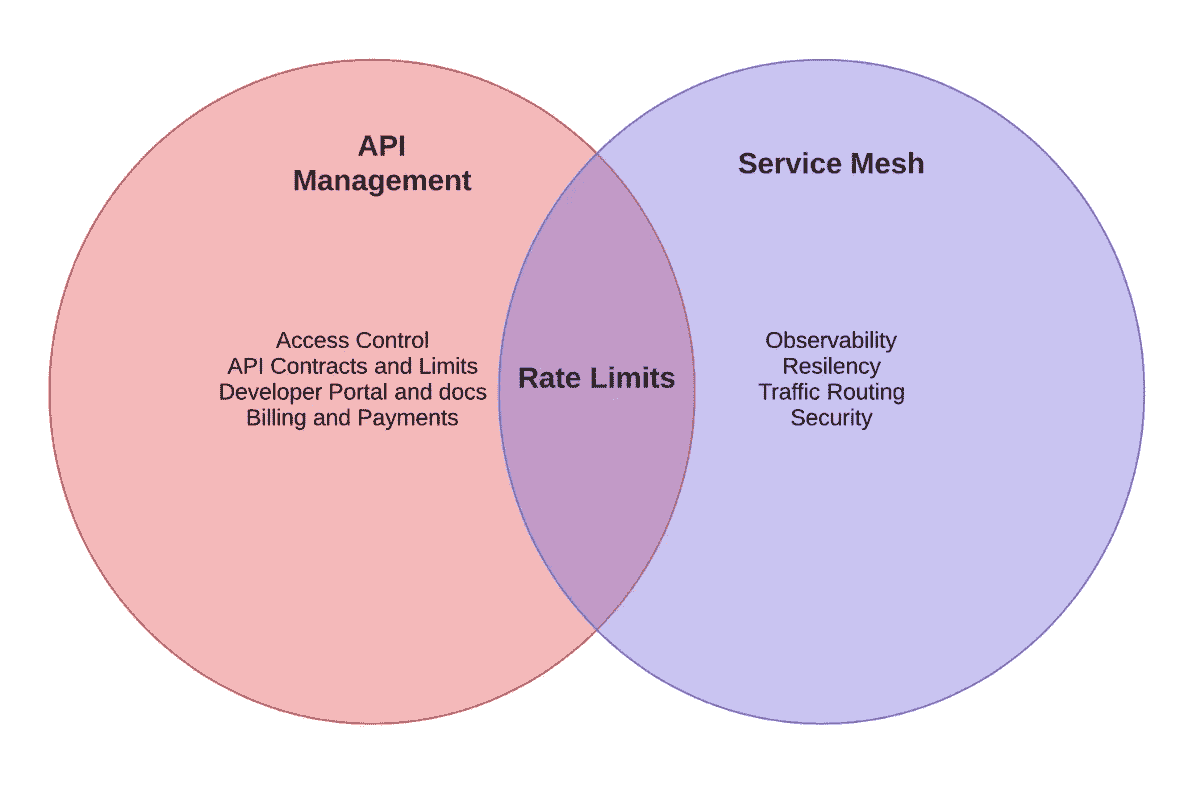 API
Management
Service Mesh
Access Control
API Contracts and Limits
Developer Portal and docs
Billing and Payments
Rate Limits
Observability
Resilency
Traffic Routing
Security